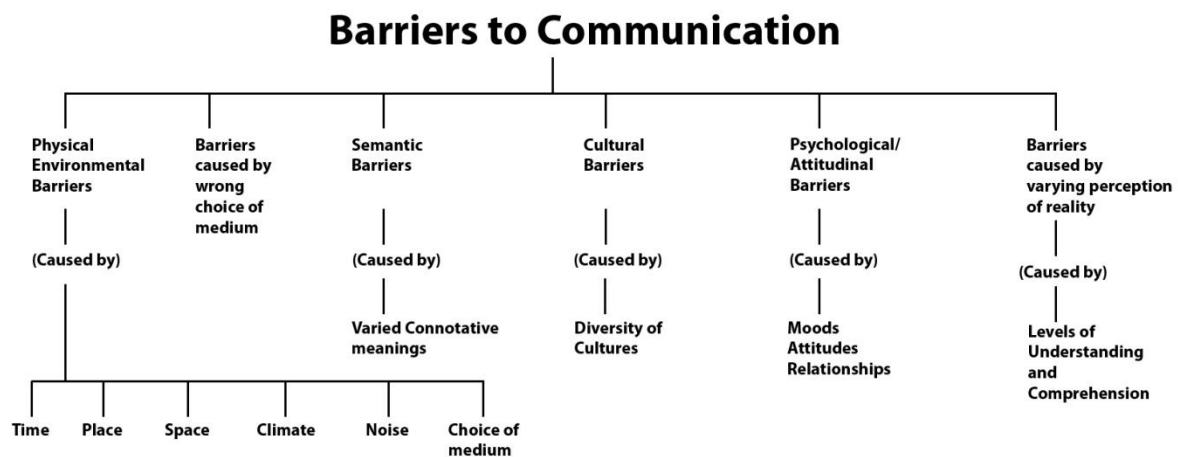 Barriers to Communication
Physical
Environmental
Barriers
Barriers
caused by
wrong
choice of
medium
Semantic
Barriers
Cultural
Barriers
Psychological/
Attitudinal
Barriers
Barriers
caused by
varying perception
of reality
(Caused by)
(Caused by)
(Caused by)
(Caused by)
(Caused by)
Varied Connotative
meanings
Diversity of
Cultures
Moods
Attitudes
Relationships
Levels of
Understanding
and
Comprehension
Time
Place
Space
Climate
Noise
Choice of
medium